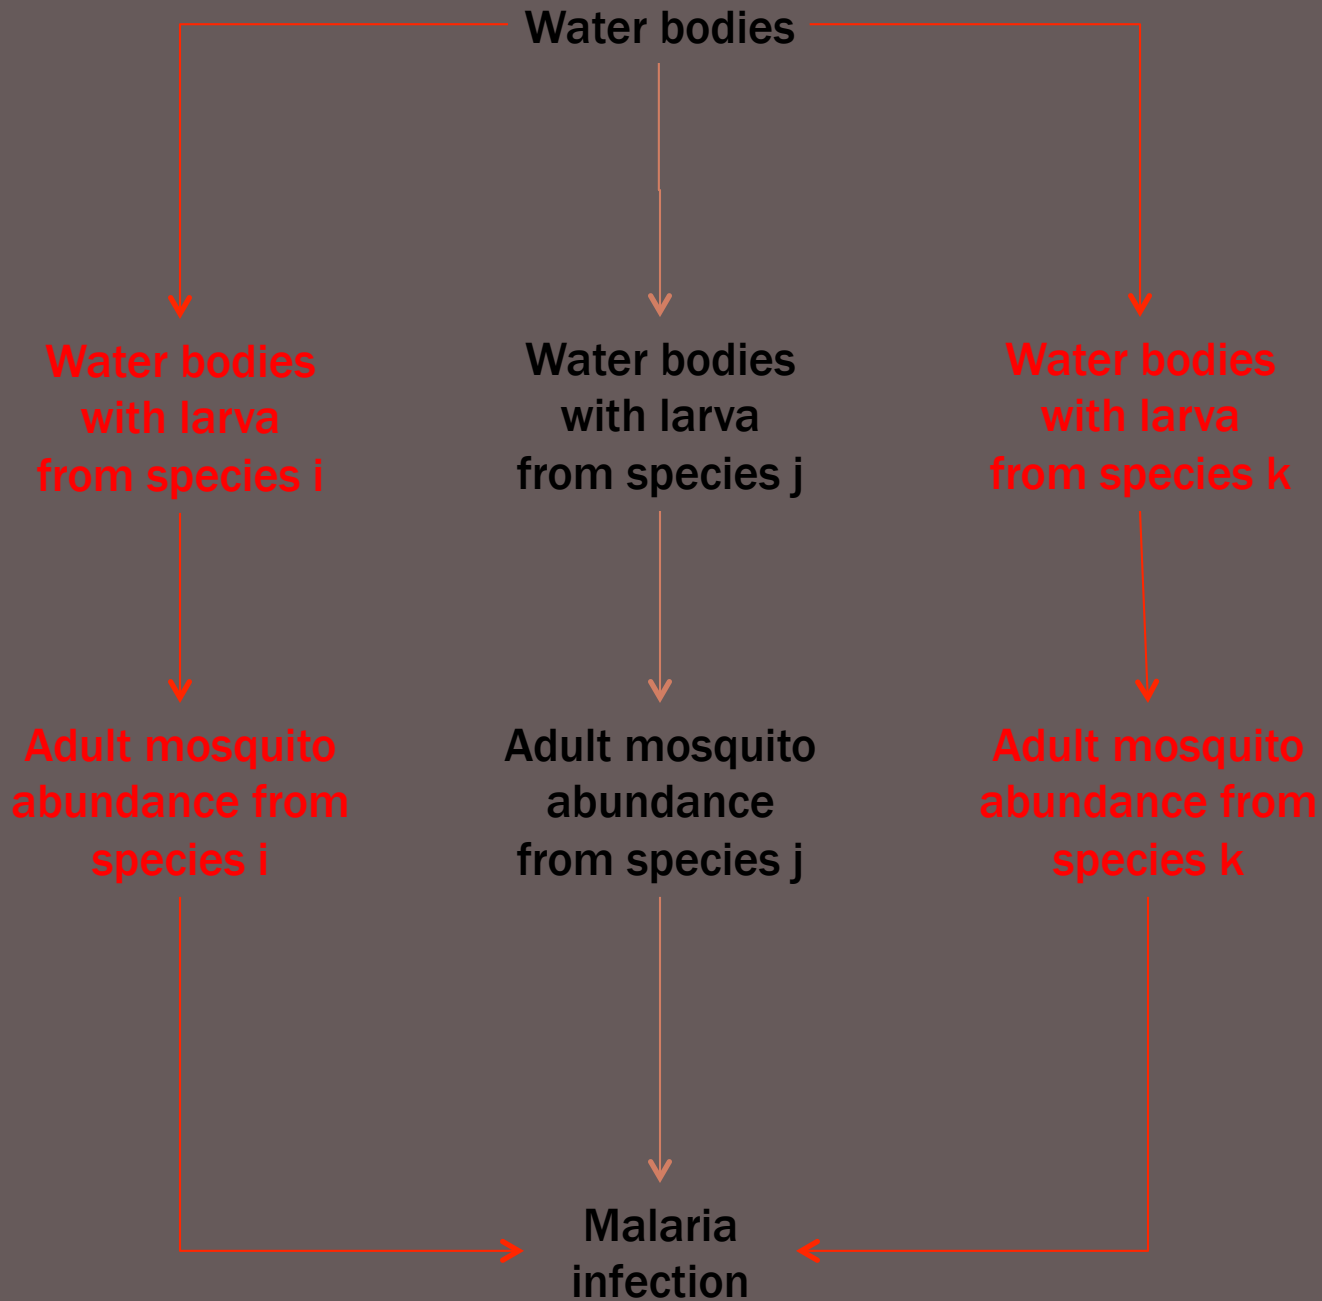 Water bodies
Water bodies
with larva
from species i
Water bodies
with larva
from species j
Water bodies
with larva
from species k
Adult mosquito
abundance from
species i
Adult mosquito
abundance
from species j
Adult mosquito
abundance from
species k
Malaria
infection